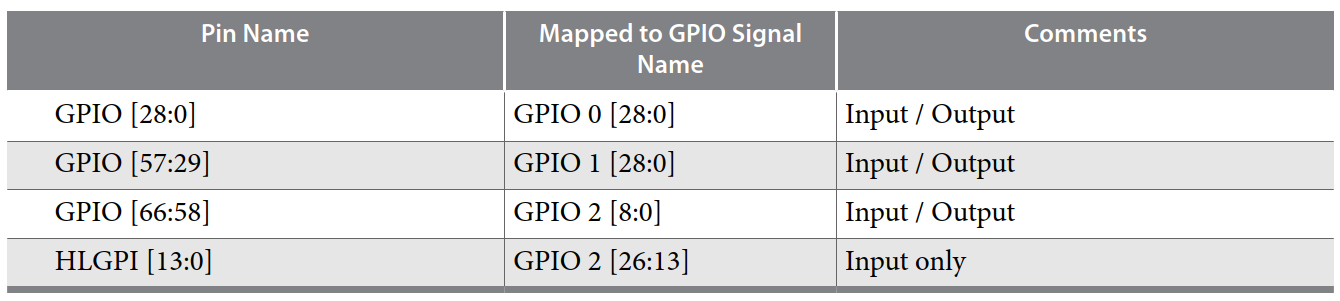 Pin Name Mapped to GPIO Signal Name Comments
GPIO [28:0] GPIO 0 [28:0] Input / Output
GPIO [57:29] GPIO 1 [28:0] Input / Output
GPIO [66:58] GPIO 2 [8:0] Input / Output
HLGPI [13:0] GPIO 2 [26:13] Input only